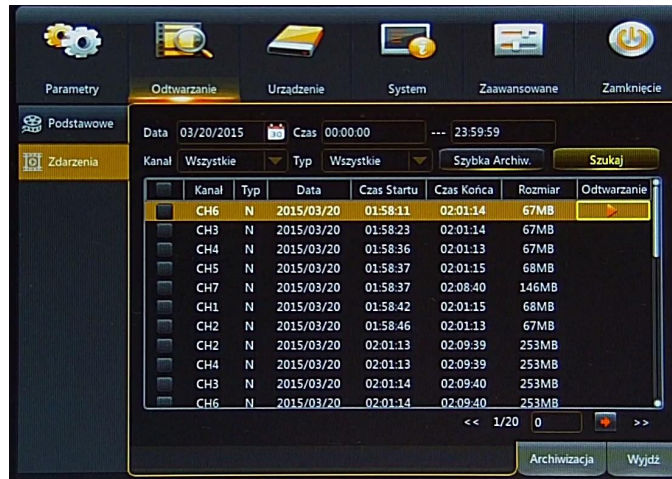 Parametry Odtwarzanie Urządzenie System Zaawansowane Zamknięcie
Podstawowe
Zdarzenia
Data 03/20/2015 30 Czas 00:00:00 --- 23:59:59
Kanał Wszystkie Typ Wszystkie Szybka Archiw. Szukaj
Kanał Typ Data Czas Startu Czas Końca Rozmiar Odtwarzanie
CH6 N 2015/03/20 01:58:11 02:01:14 67MB
CH3 N 2015/03/20 01:58:23 02:01:14 67MB
CH4 N 2015/03/20 01:58:36 02:01:13 67MB
CH5 N 2015/03/20 01:58:37 02:01:15 68MB
CH7 N 2015/03/20 01:58:37 02:08:40 146MB
CH1 N 2015/03/20 01:58:42 02:01:15 68MB
CH2 N 2015/03/20 01:58:46 02:01:13 67MB
CH2 N 2015/03/20 02:01:13 02:09:39 253MB
CH4 N 2015/03/20 02:01:13 02:09:39 253MB
CH3 N 2015/03/20 02:01:14 02:09:40 253MB
CH6 N 2015/03/20 02:01:14 02:09:40 253MB
<< 1/20 0 >>
Archiwizacja Wyjdź